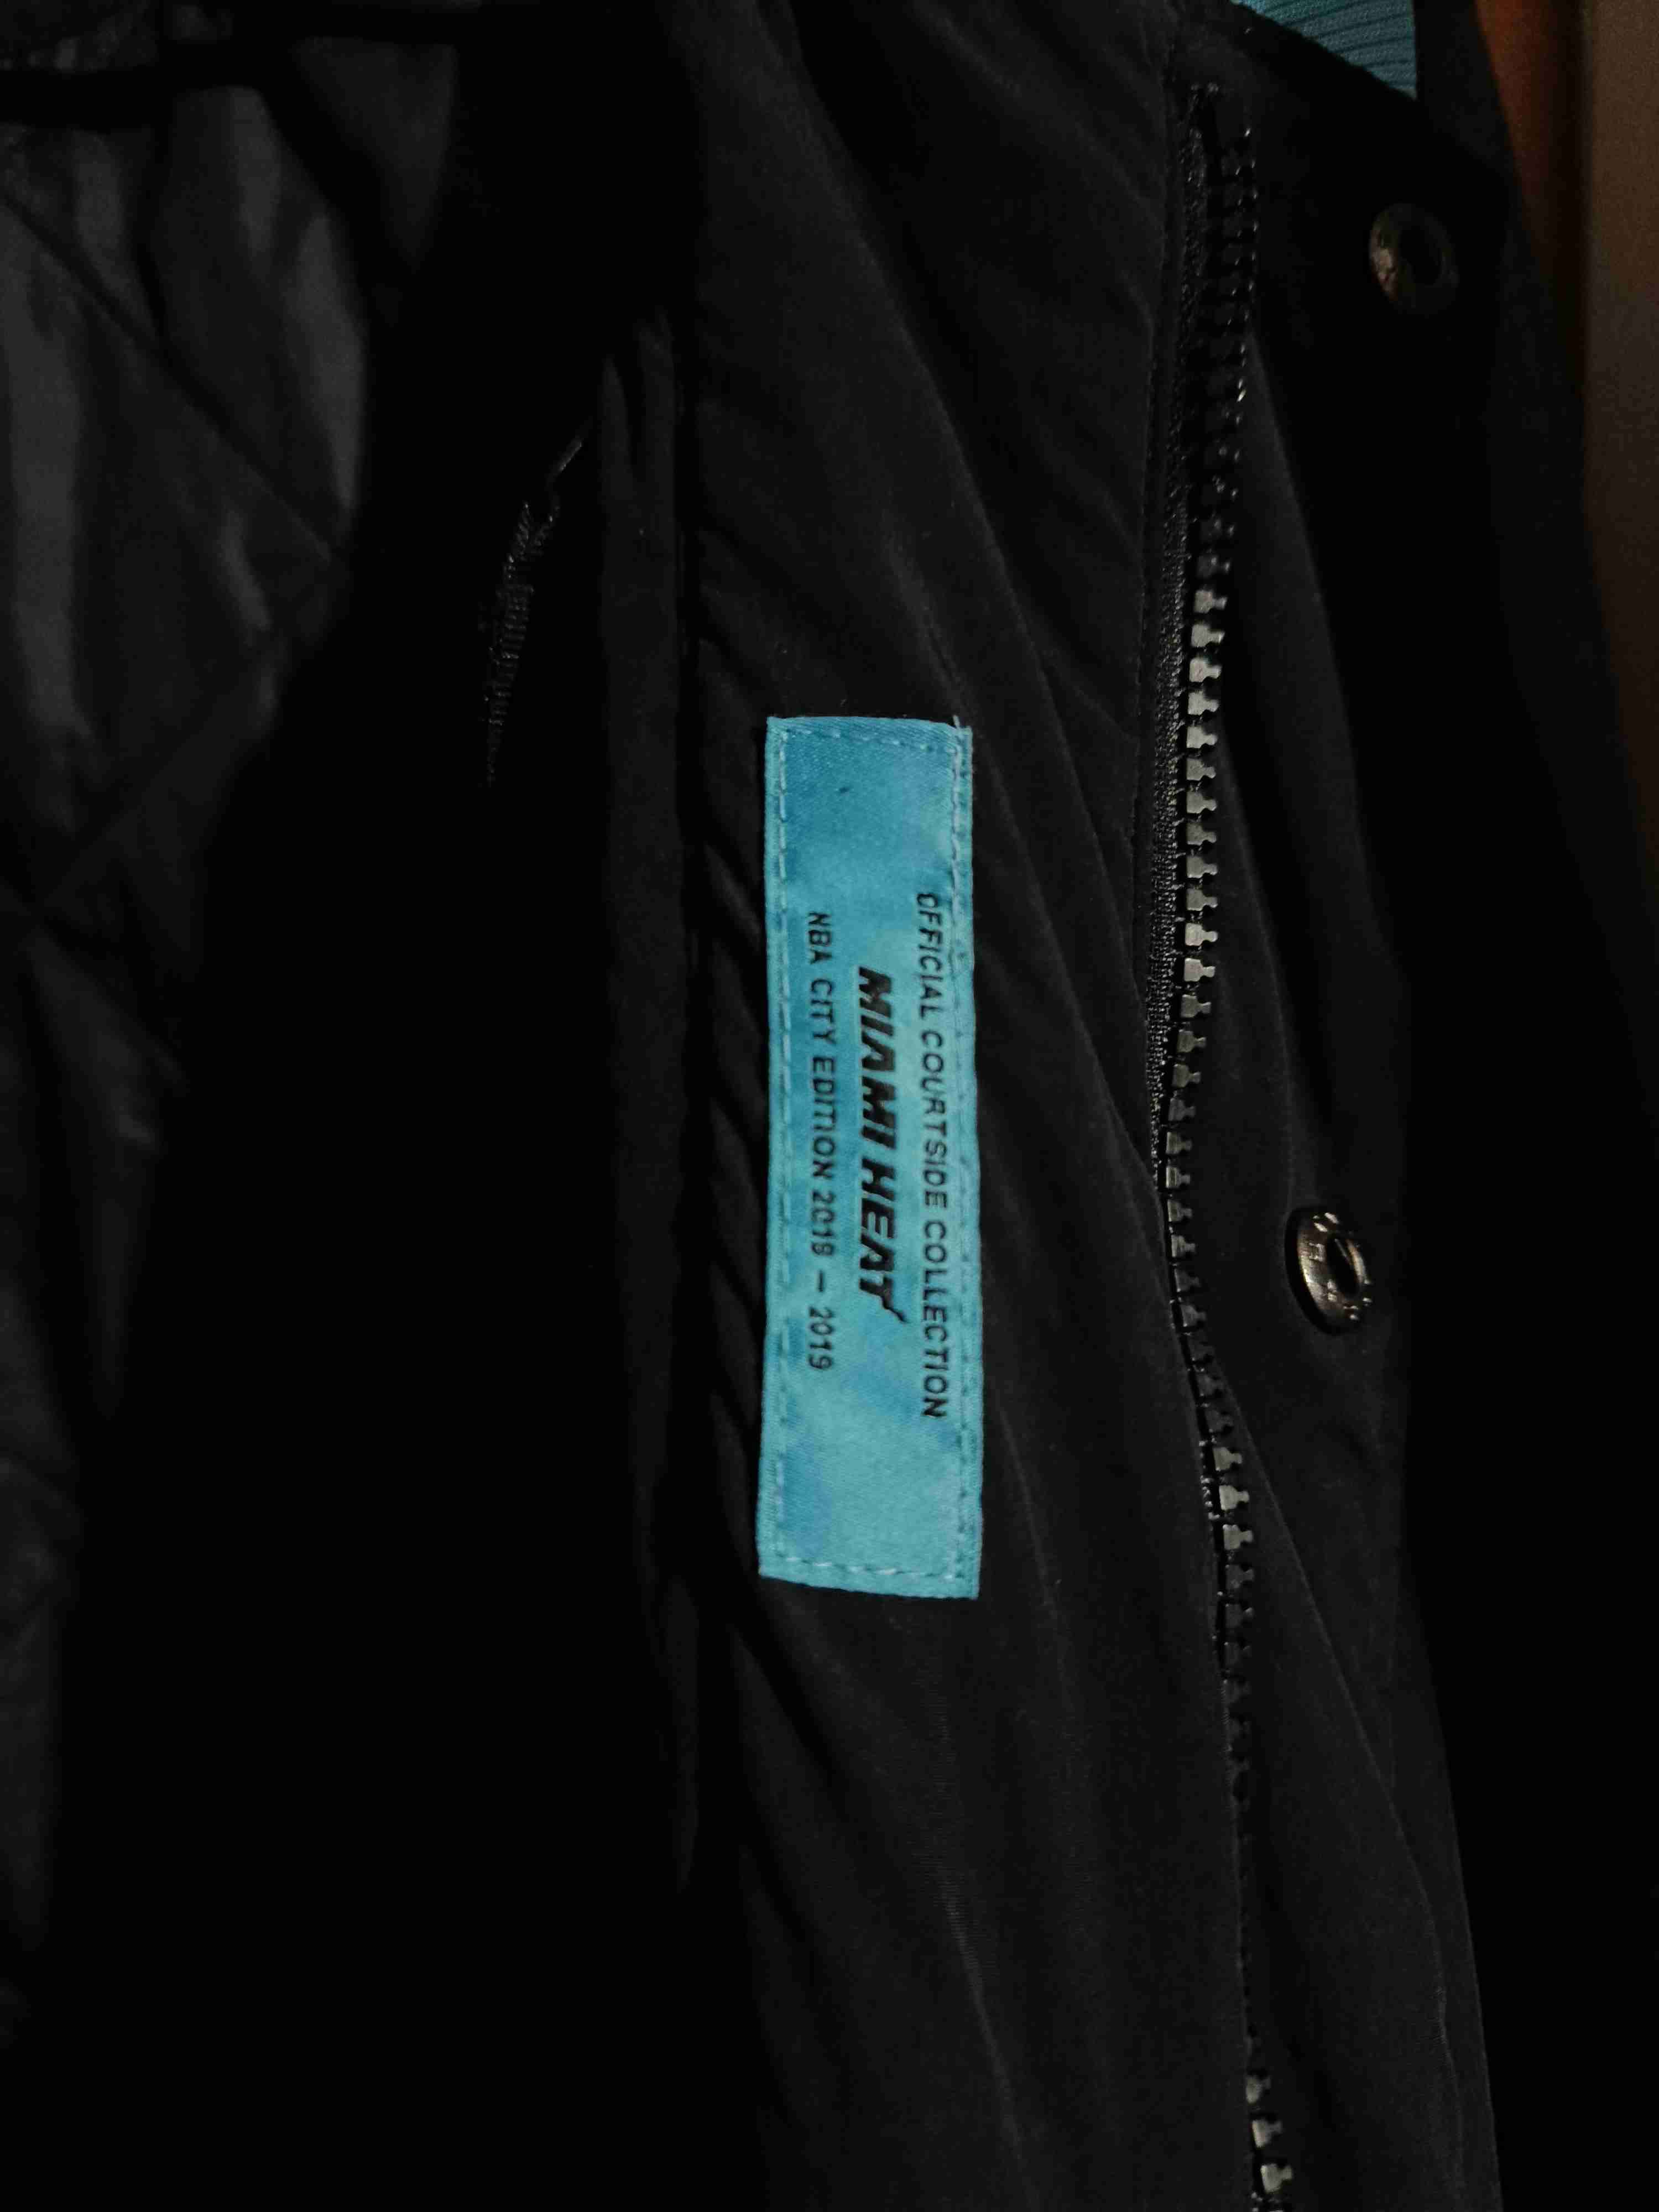 OFFICIAL COURTSIDE COLLECTION
MIAMI HEAT
NBA CITY EDITION 2018 – 2019